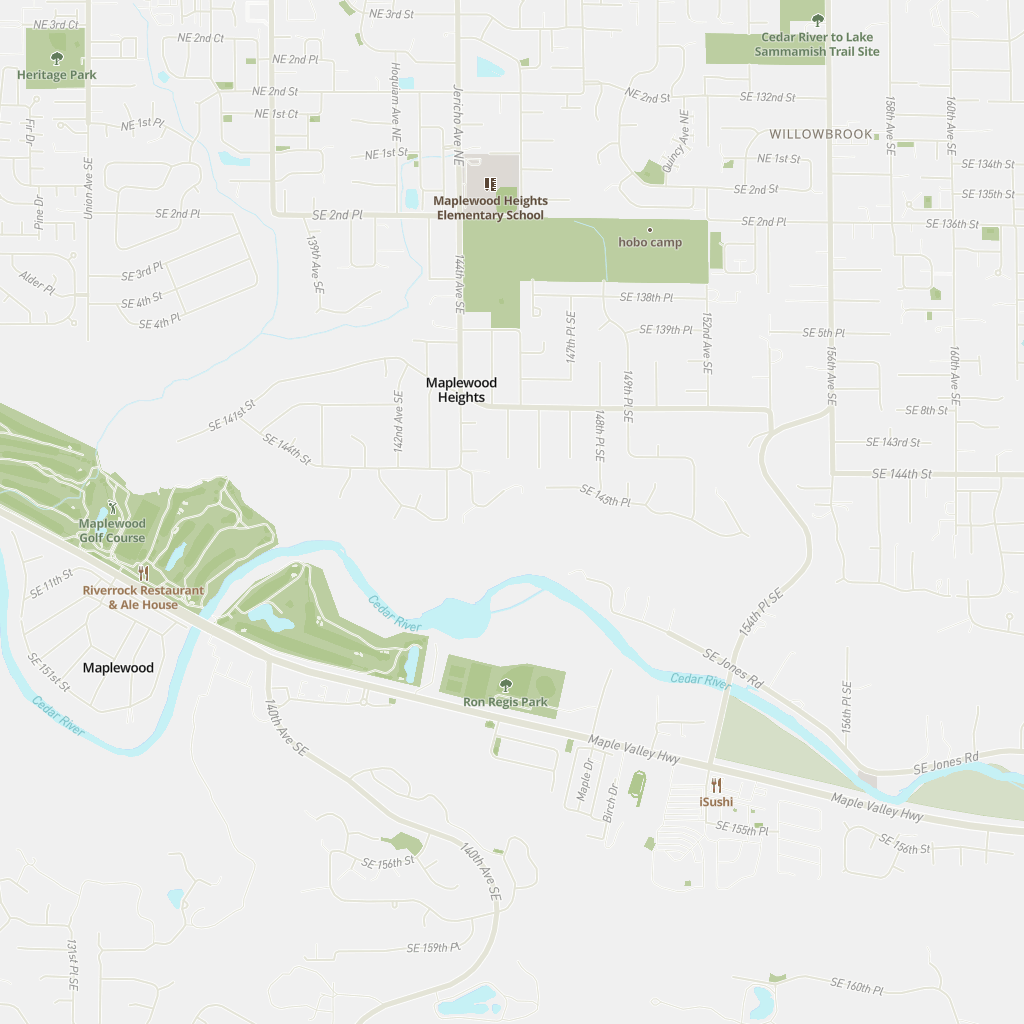 NE 3rd Ct
NE 3rd St
Cedar River to Lake
Sammamish Trail Site
NE 2nd Ct
NE 2nd Pl
Heritage Park
Hoquiam Ave NE
Jericho Ave NE
NE 2nd St
NE 2nd St
SE 132nd St
158th Ave SE
160th Ave SE
NE 1st Ct
Fir Dr
NE 1st Pl
WILLOWBROOK
Quincy Ave NE
NE 1st St
NE 1st St
SE 134th St
Union Ave SE
Maplewood Heights
Elementary School
SE 2nd St
SE 135th St
Pine Dr
SE 2nd Pl
SE 2nd Pl
SE 2nd Pl
SE 136th St
hobo camp
139th Ave SE
144th Ave SE
SE 3rd Pl
Alder Pl
SE 4th St
SE 138th Pl
SE 4th Pl
147th Pl SE
SE 139th Pl
152nd Ave SE
SE 5th Pl
156th Ave SE
160th Ave SE
Maplewood
Heights
149th Pl SE
142nd Ave SE
SE 141st St
148th Pl SE
SE 8th St
SE 144th St
SE 143rd St
SE 144th St
SE 145th Pl
Maplewood
Golf Course
SE 11th St
Riverrock Restaurant
& Ale House
Cedar River
154th Pl SE
SE 151st St
Maplewood
SE Jones Rd
Cedar River
Ron Regis Park
156th Pl SE
Cedar River
140th Ave SE
Maple Valley Hwy
SE Jones Rd
Maple Dr
Birch Dr
iSushi
Maple Valley Hwy
SE 155th Pl
SE 156th St
SE 156th St
140th Ave SE
131st Pl SE
SE 159th Pl
SE 160th Pl